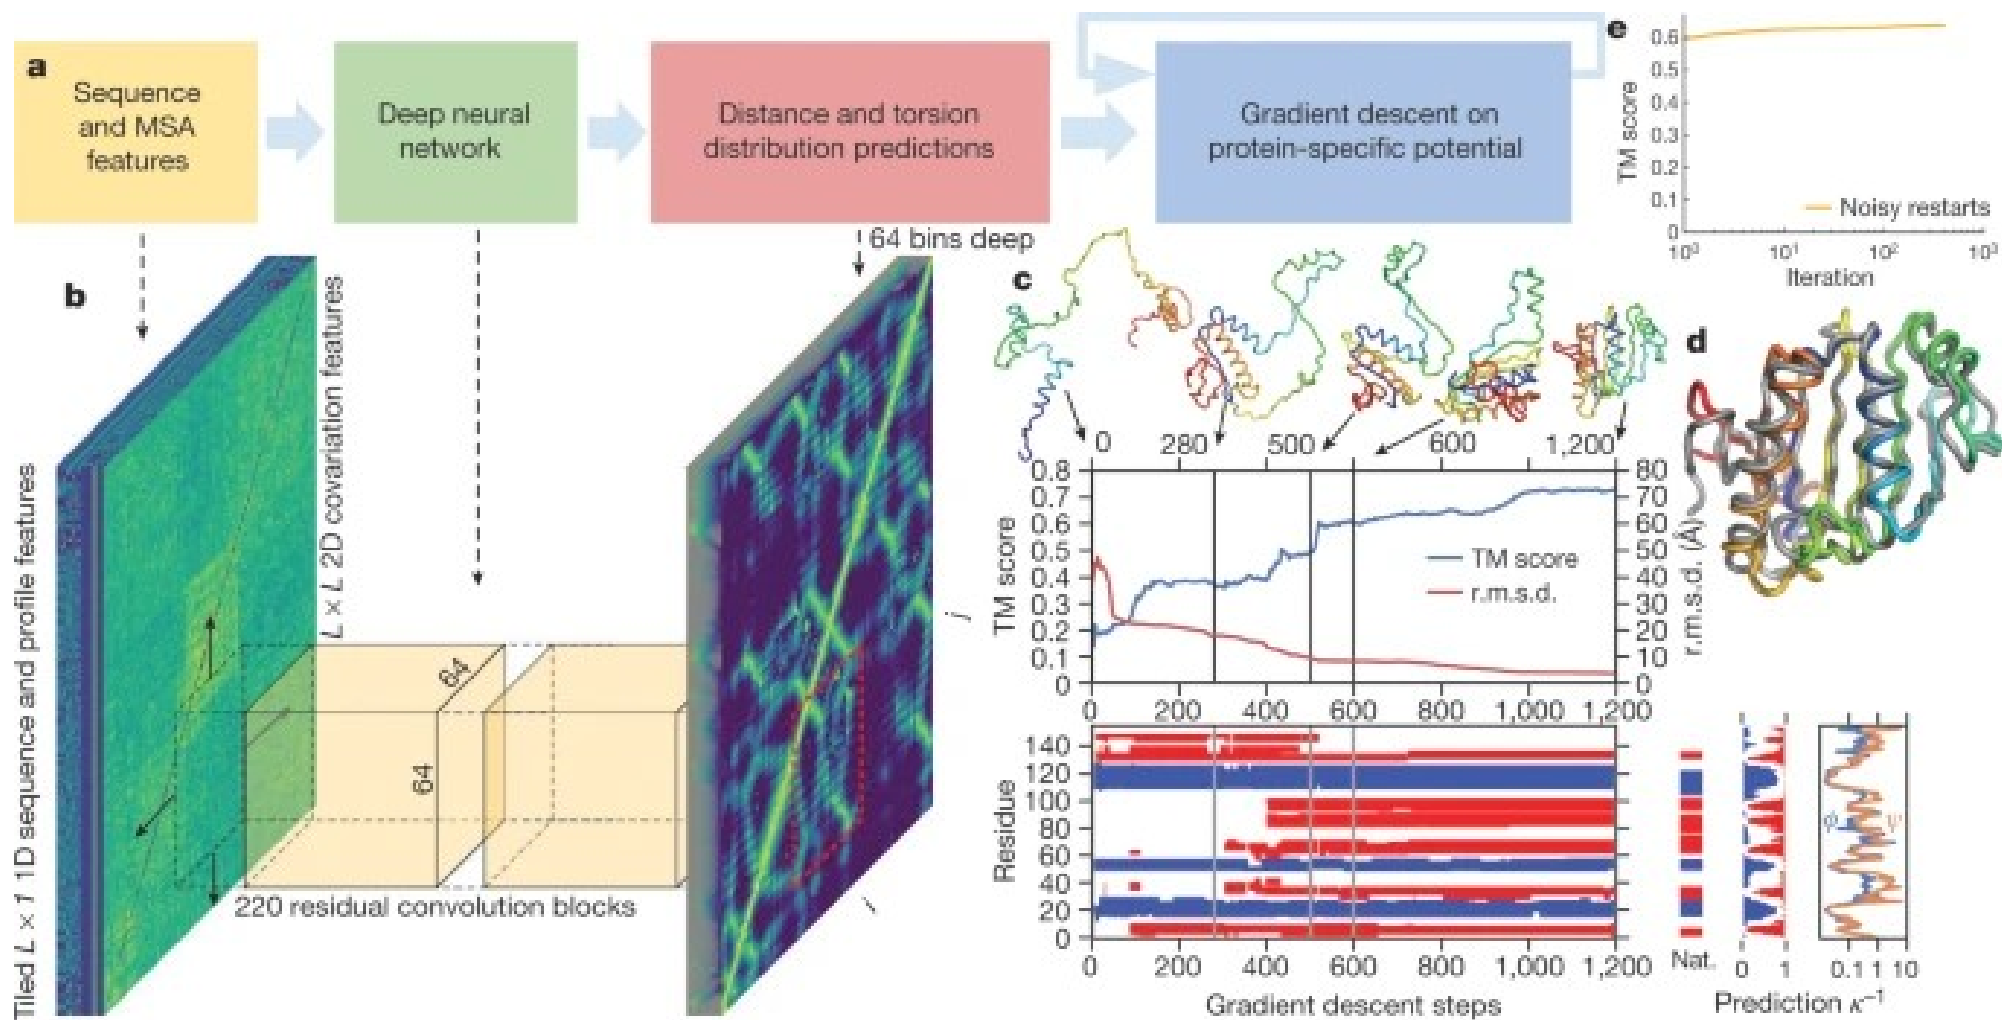 a
Sequence
and MSA
features
Deep neural
network
Distance and torsion
distribution predictions
Gradient descent on
protein-specific potential
e
TM score
0.6
0.5
0.4
0.3
0.2
0.1
0
Noisy restarts
10⁰ 10¹ 10² 10³
Iteration
b
64 bins deep
Tiled L × 1 1D sequence and profile features
L × L 2D covariation features
64
64
220 residual convolution blocks
j
i
c
0 280 500 600 1,200
TM score
0.8
0.7
0.6
0.5
0.4
0.3
0.2
0.1
0
80
70
60
50
40
30
20
10
0
r.m.s.d. (Å)
TM score
r.m.s.d.
0 200 400 600 800 1,000 1,200
d
Residue
140
120
100
80
60
40
20
0
0 200 400 600 800 1,000 1,200
Gradient descent steps
Nat.
0 1
ϕ ψ
0.1 1 10
Prediction κ⁻¹